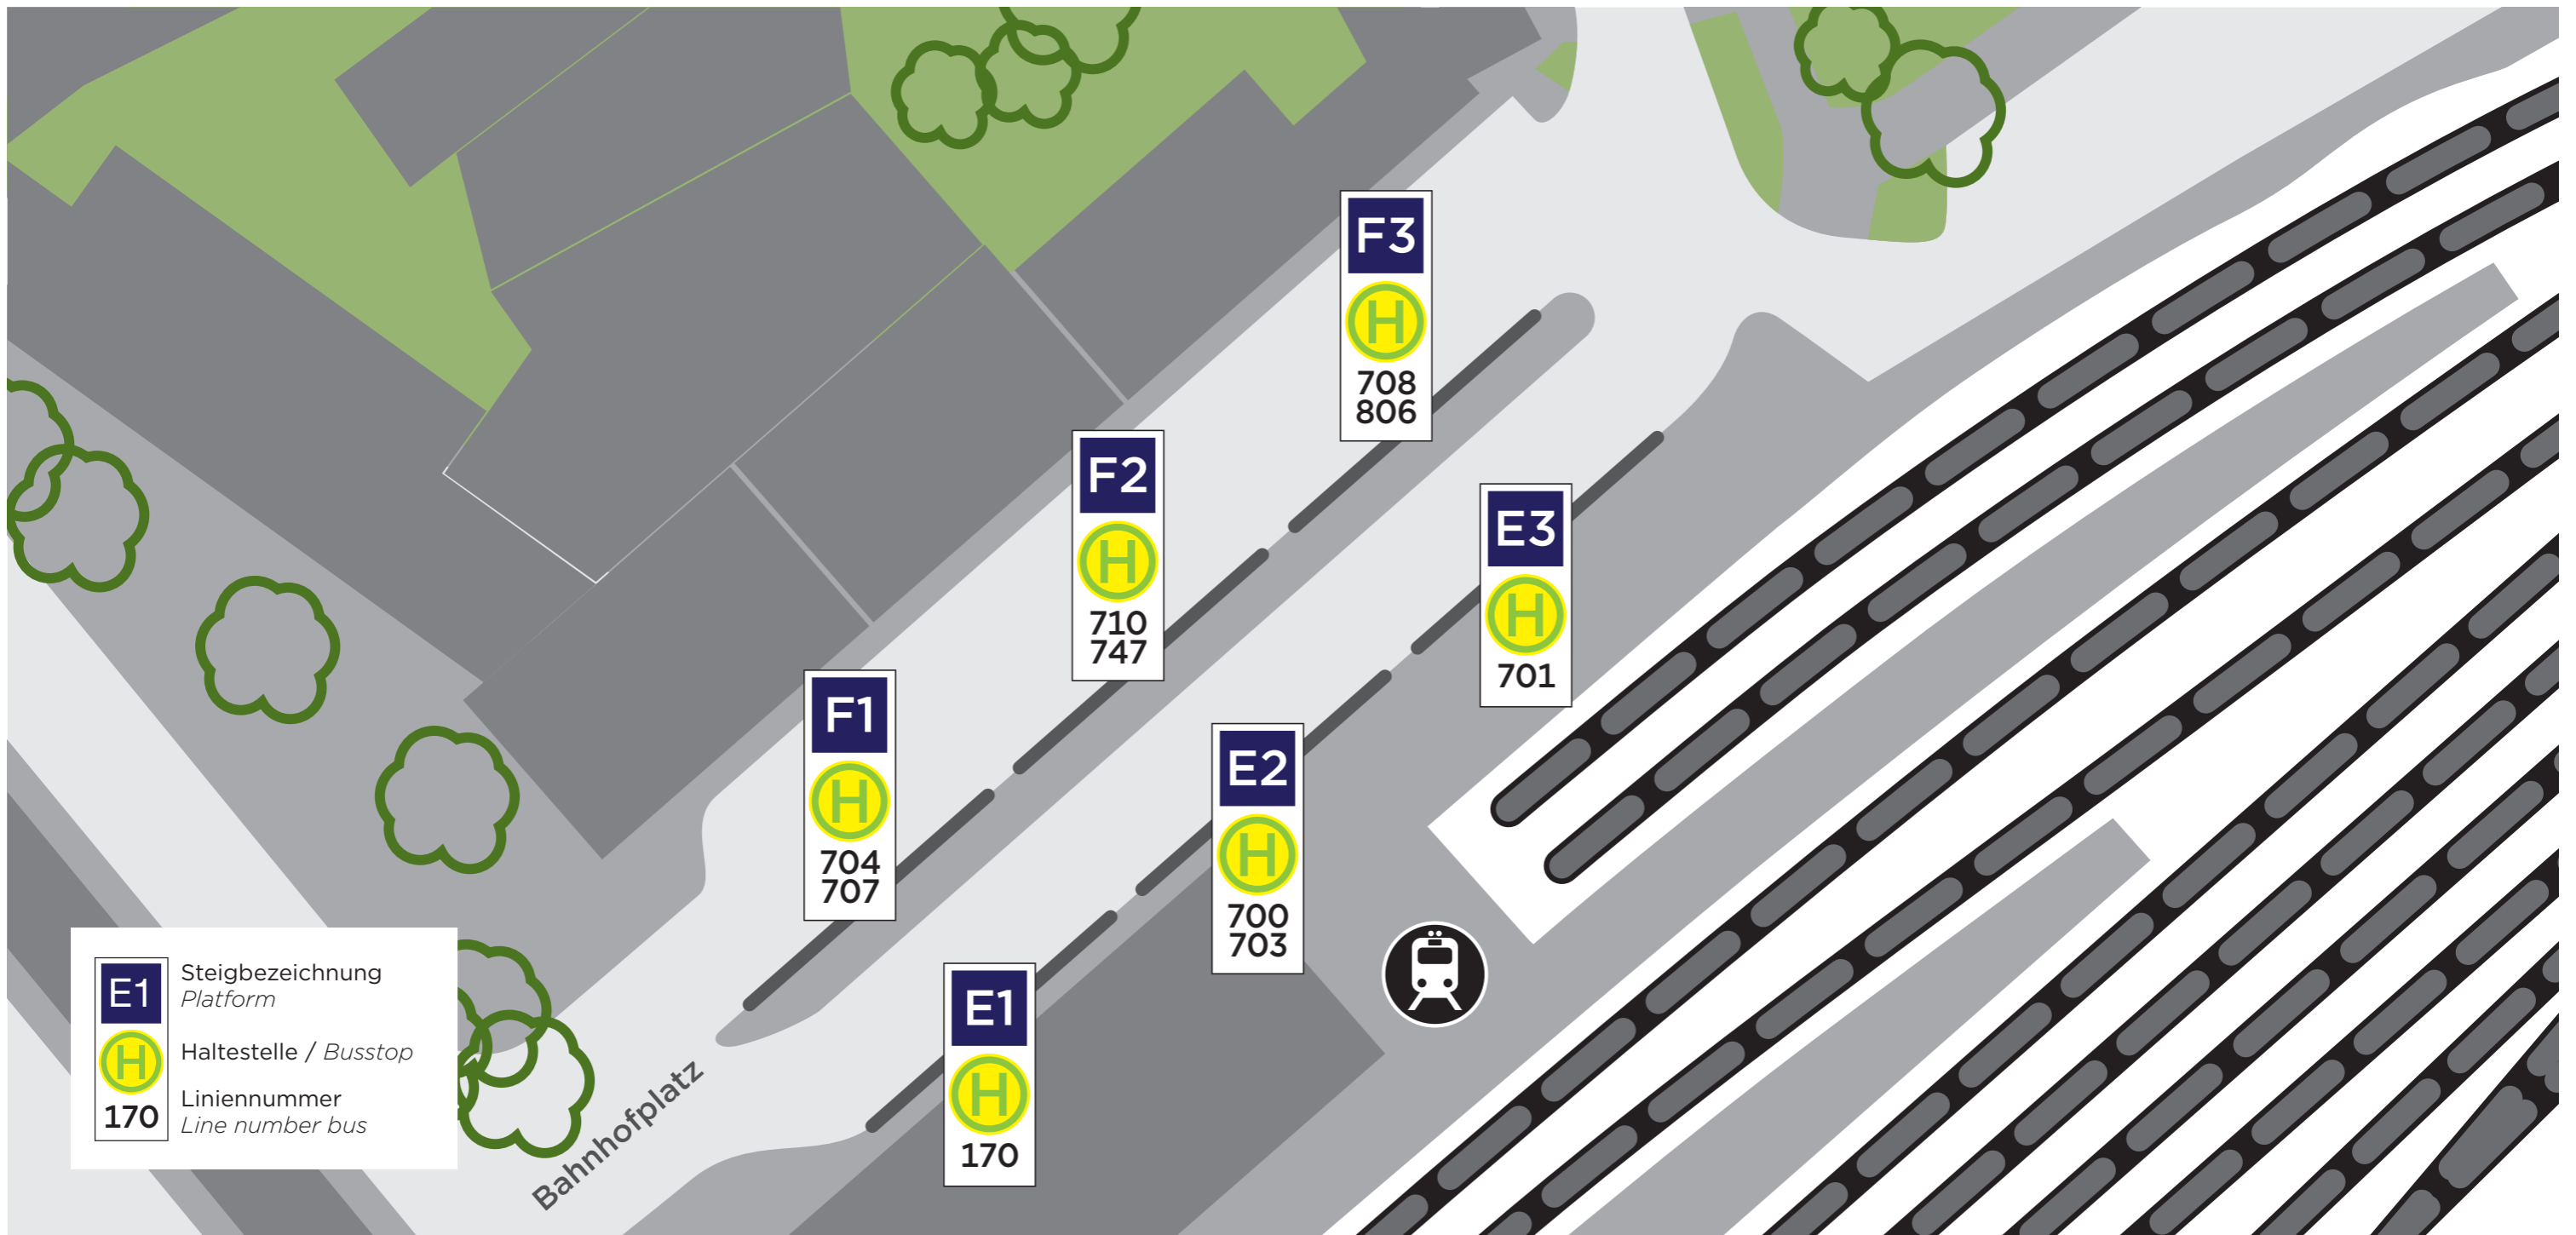 F3
H
708
806
F2
H
710
747
E3
H
701
F1
H
704
707
E2
H
700
703
E1
H
170
Bahnhofplatz
E1
Steigbezeichnung
Platform
H
Haltestelle / Busstop
170
Liniennummer
Line number bus